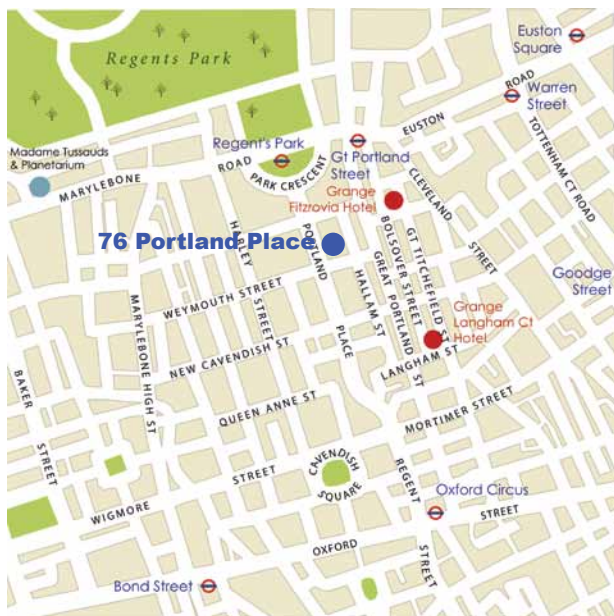 Euston
Square
Regents Park
ROAD
Warren
Street
EUSTON
Regent's Park
Gt Portland
Street
Madame Tussauds
& Planetarium
ROAD
MARYLEBONE
PARK CRESCENT
TOTTENHAM CT ROAD
CLEVELAND
STREET
Grange
Fitzrovia Hotel
76 Portland Place
HARLEY
STREET
PORTLAND
PLACE
BOLSOVER STREET
GT TITCHEFIELD ST
GREAT PORTLAND ST
HALLAM ST
Goodge
Street
WEYMOUTH STREET
MARYLEBONE HIGH ST
Grange
Langham Ct
Hotel
LANGHAM ST
NEW CAVENDISH ST
BAKER
STREET
QUEEN ANNE ST
MORTIMER STREET
CAVENDISH
SQUARE
WIGMORE
STREET
REGENT
STREET
Oxford Circus
OXFORD
STREET
Bond Street